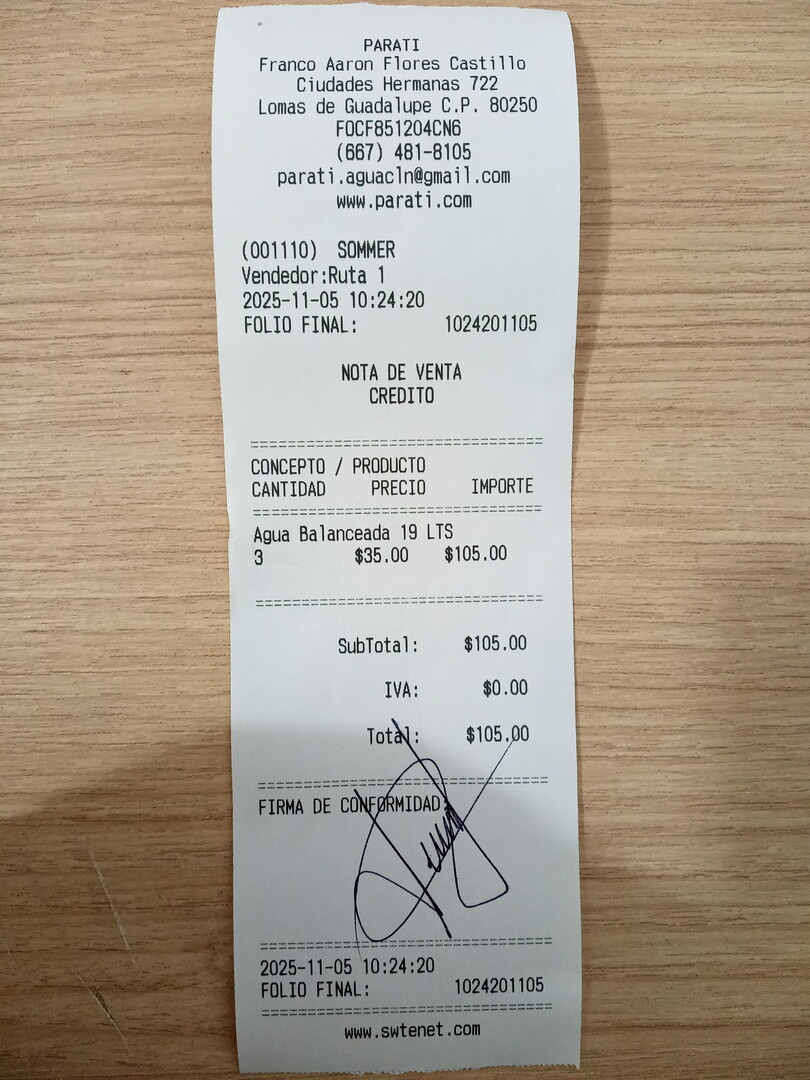 PARATI
Franco Aaron Flores Castillo
Ciudades Hermanas 722
Lomas de Guadalupe C.P. 80250
FOCF851204CN6
(667) 481-8105
parati.aguacln@gmail.com
www.parati.com
(001110) SOMMER
Vendedor:Ruta 1
2025-11-05 10:24:20
FOLIO FINAL: 1024201105
NOTA DE VENTA
CREDITO
CONCEPTO / PRODUCTO
CANTIDAD PRECIO IMPORTE
Agua Balanceada 19 LTS
3 $35.00 $105.00
SubTotal: $105.00
IVA: $0.00
Total: $105.00
FIRMA DE CONFORMIDAD:
2025-11-05 10:24:20
FOLIO FINAL: 1024201105
www.swtenet.com